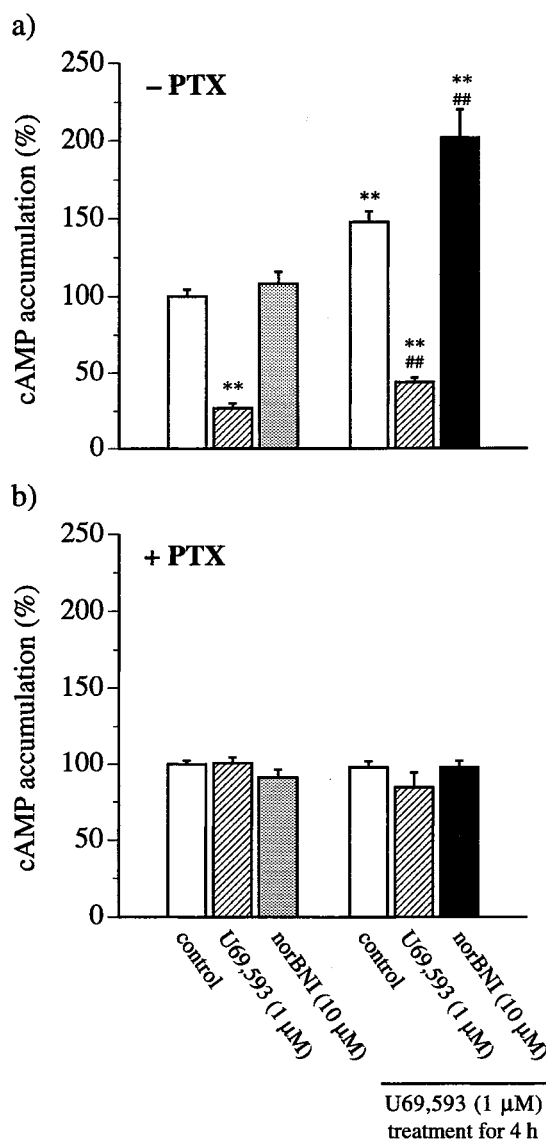 a)
250
200
150
100
50
0
cAMP accumulation (%)
– PTX
**
**
**
##
**
##
b)
250
200
150
100
50
0
cAMP accumulation (%)
+ PTX
control
U69,593 (1 µM)
norBNI (10 µM)
control
U69,593 (1 µM)
norBNI (10 µM)
U69,593 (1 µM)
treatment for 4 h